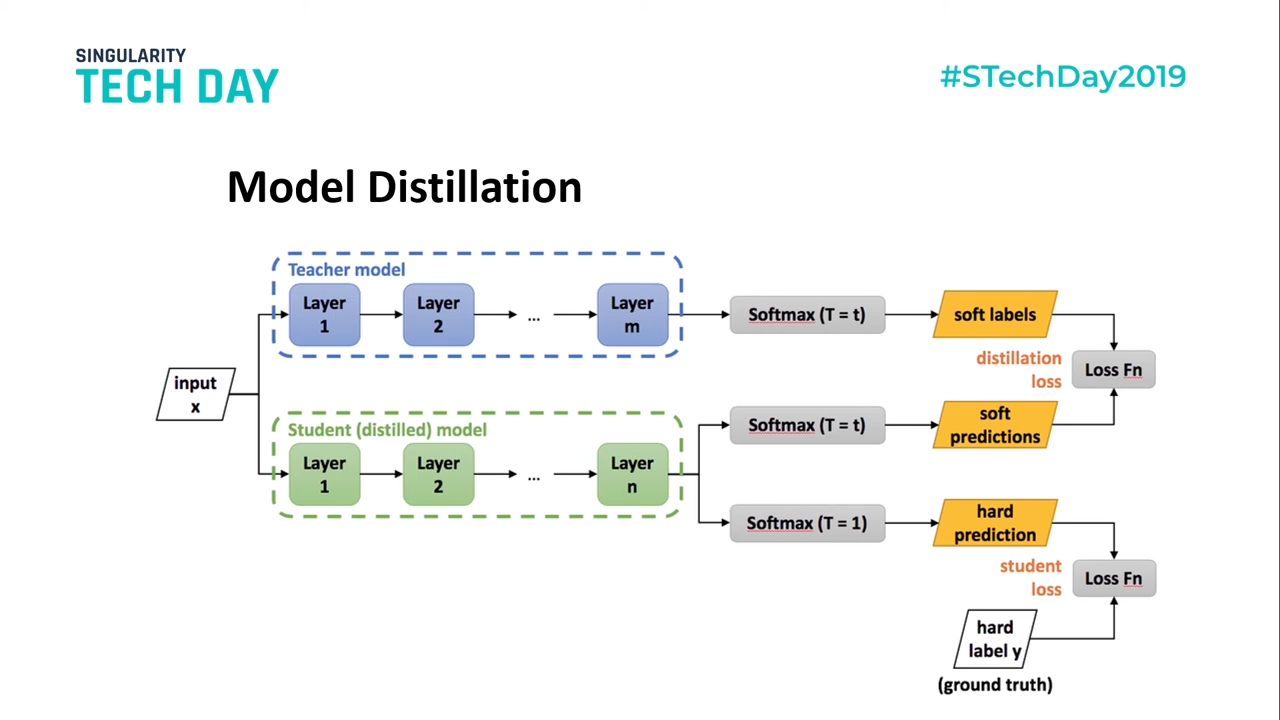 SINGULARITY
TECH DAY
#STechDay2019
Model Distillation
Teacher model
Layer
1
Layer
2
...
Layer
m
Softmax (T = t)
soft labels
distillation
loss
Loss Fn
input
x
Student (distilled) model
Layer
1
Layer
2
...
Layer
n
Softmax (T = t)
soft
predictions
Softmax (T = 1)
hard
prediction
student
loss
Loss Fn
hard
label y
(ground truth)